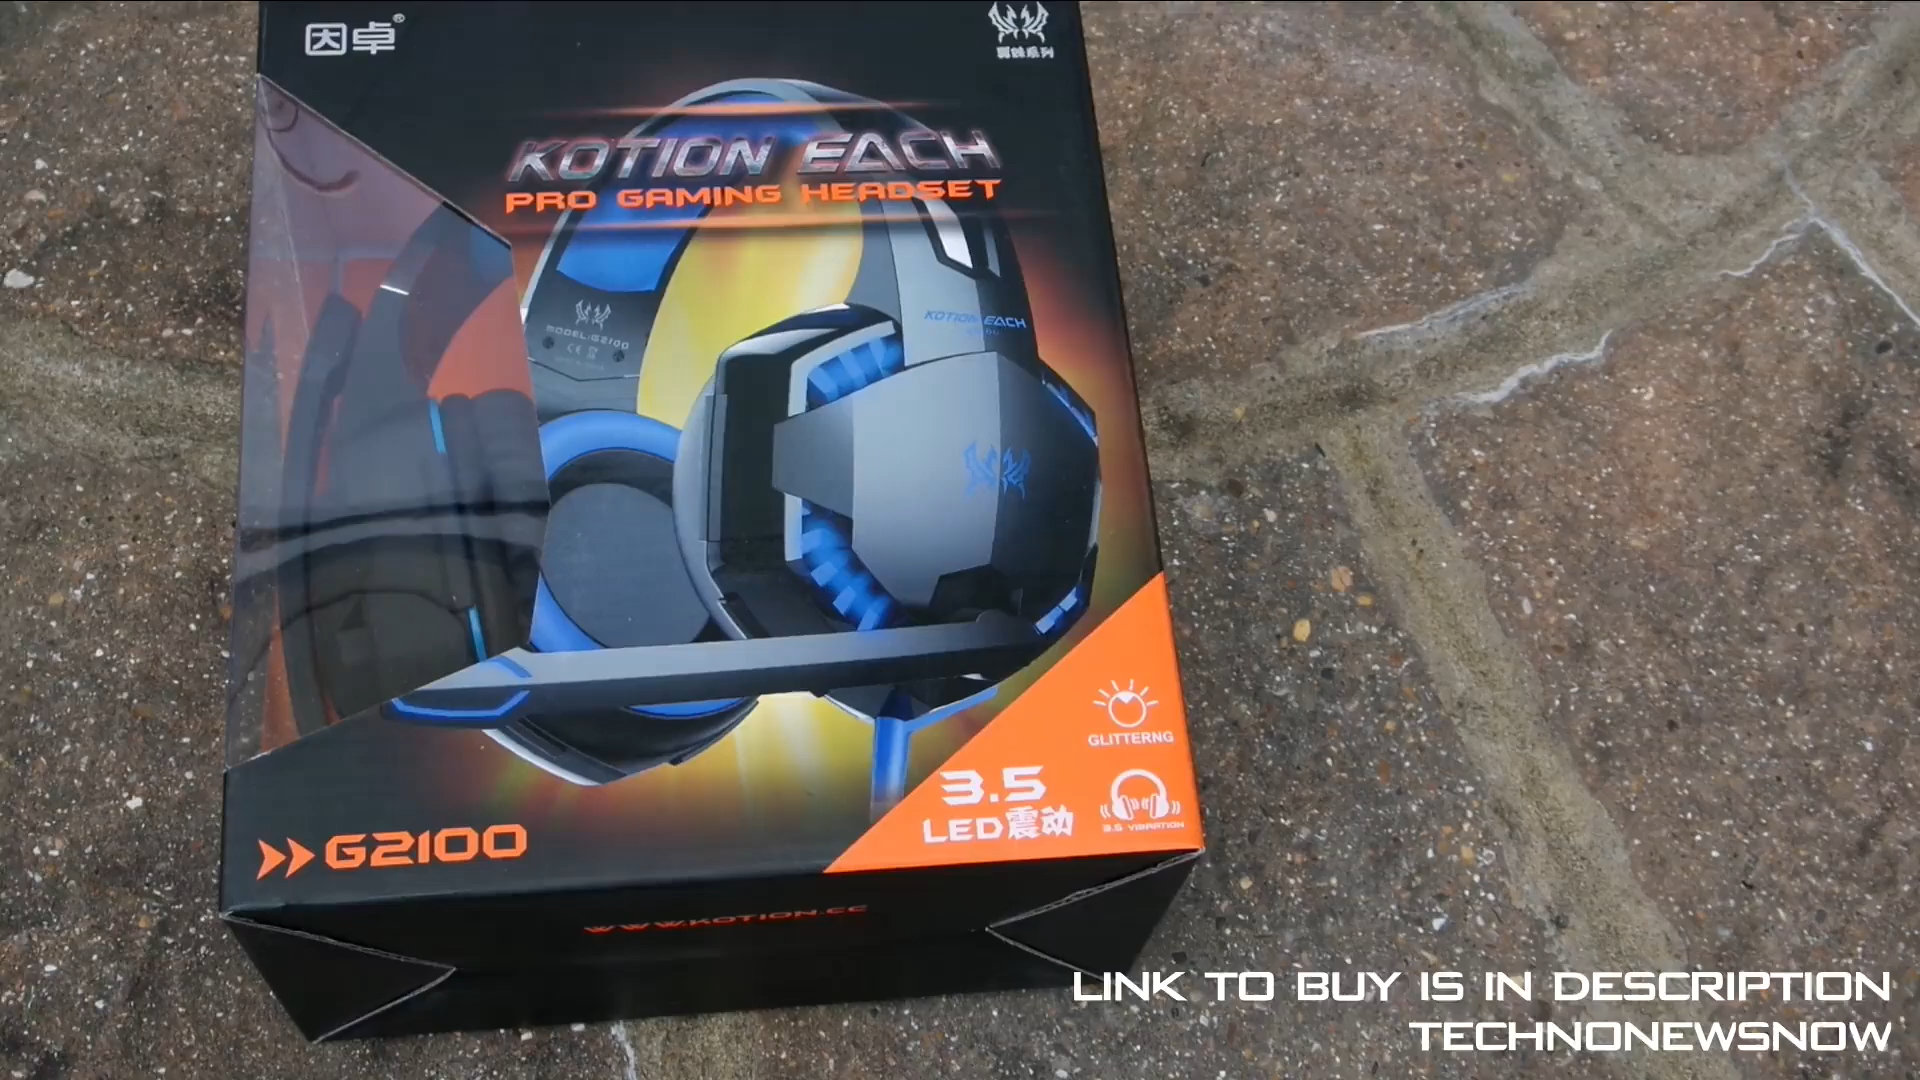 因卓®
KOTION EACH
PRO GAMING HEADSET
MODEL:G2100
KOTION EACH
GLITTERNG
3.5
LED震动
3.5 VIBRATION
G2100
WWW.KOTION.CC
LINK TO BUY IS IN DESCRIPTION
TECHNONEWSNOW